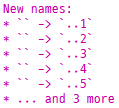 New names:
* `` -> `..1`
* `` -> `..2`
* `` -> `..3`
* `` -> `..4`
* `` -> `..5`
* ... and 3 more